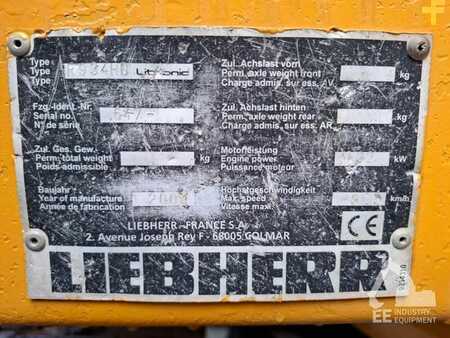 Type
Type
Type
Litronic
Fzg.-Ident.-Nr.
Serial no.
N° de série
Zul. Ges. Gew.
Perm. total weight
Poids admissible
kg
Baujahr
Year of manufacture
Année de fabrication
Zul. Achslast vorn
Perm. axle weight front
Charge admis. sur ess. AV
kg
Zul. Achslast hinten
Perm. axle weight rear
Charge admis. sur ess. AR
kg
Motorleistung
Engine power
Puissance moteur
kW
Höchstgeschwindigkeit
Max. speed
Vitesse maxi.
km/h
LIEBHERR - FRANCE S.A.
2. Avenue Joseph Rey F - 68005 COLMAR
CE
LIEBHERR
EE INDUSTRY
EQUIPMENT